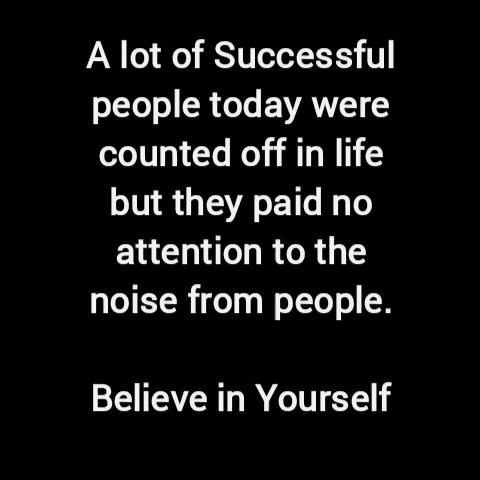 A lot of Successful
people today were
counted off in life
but they paid no
attention to the
noise from people.
Believe in Yourself